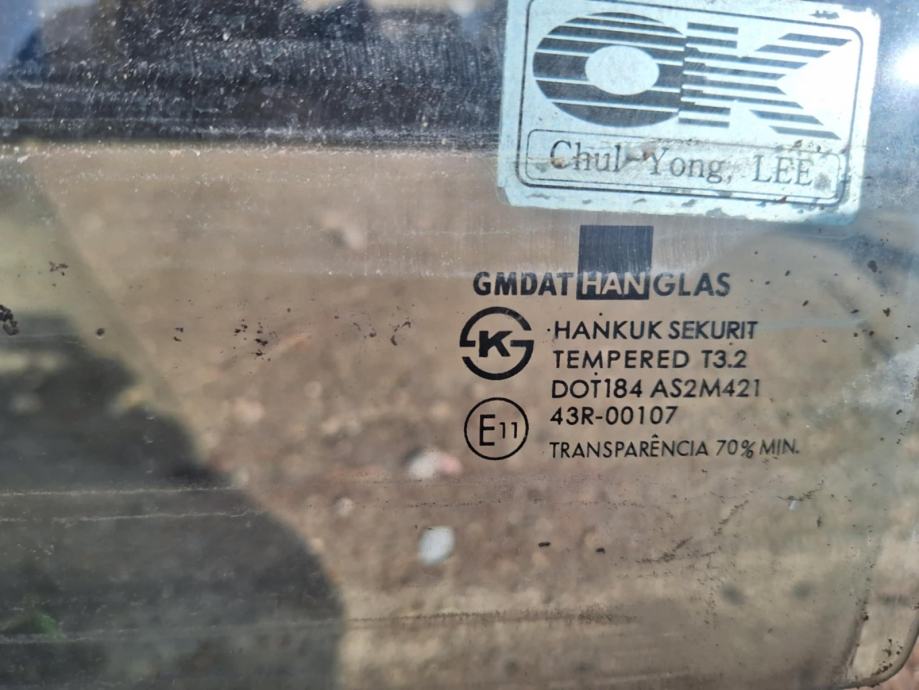 OK
Chul-Yong, LEE
GMDAT HANGLAS
K HANKUK SEKURIT
TEMPERED T3.2
DOT184 AS2M421
E11 43R-00107
TRANSPARÊNCIA 70% MIN.